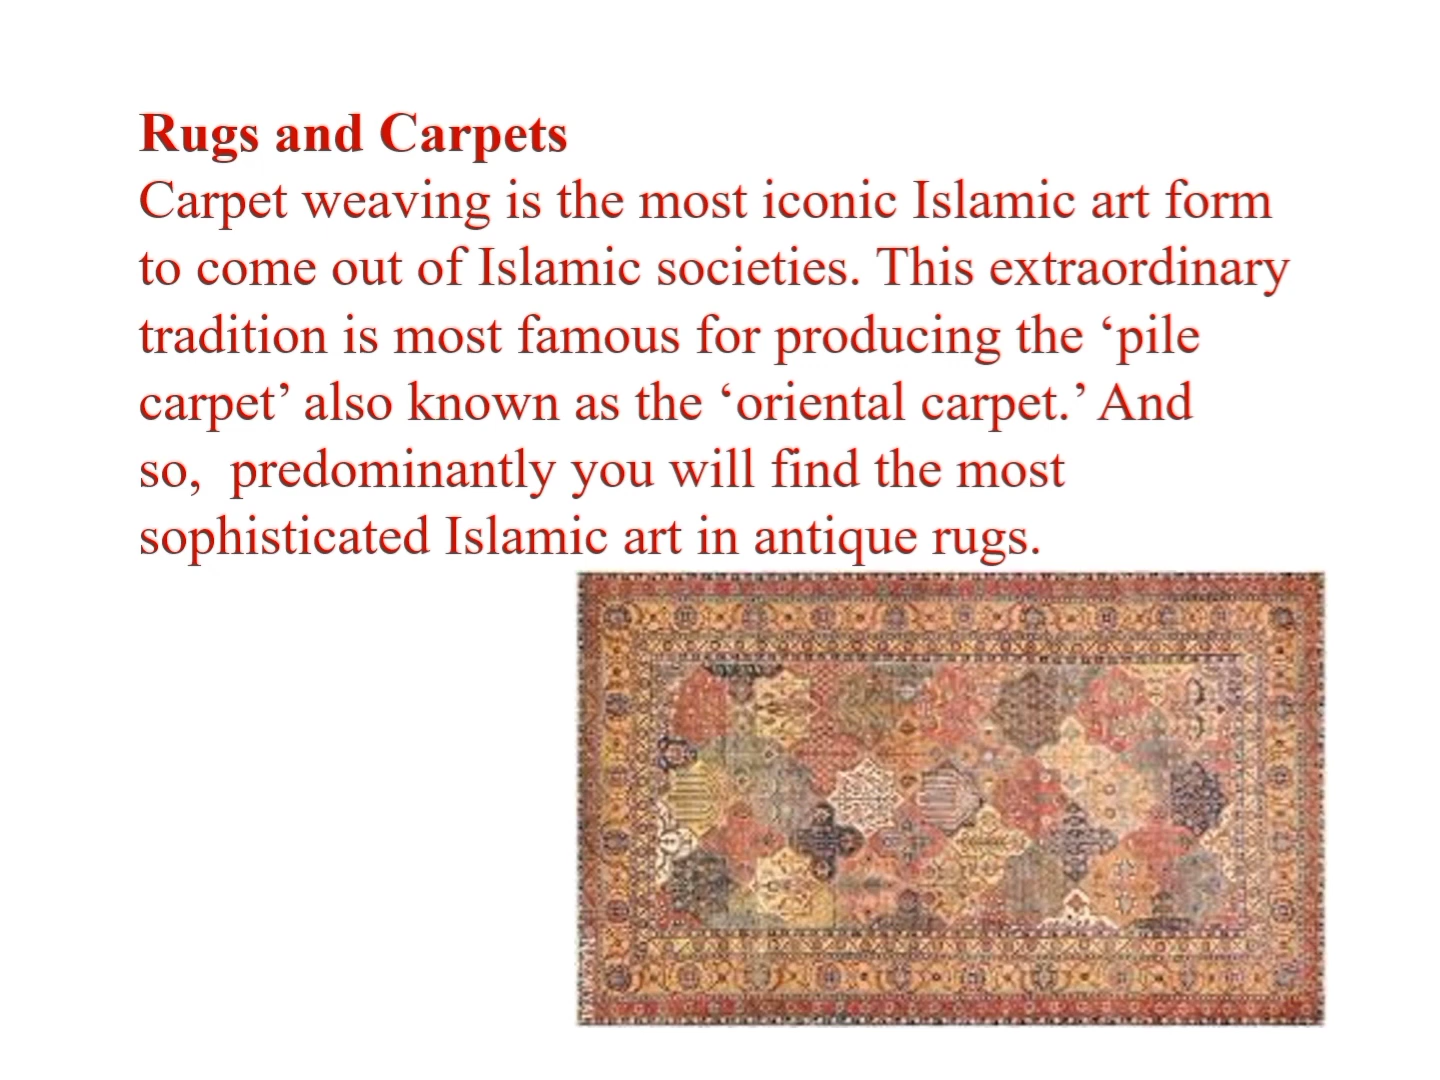 Rugs and Carpets
Carpet weaving is the most iconic Islamic art form
to come out of Islamic societies. This extraordinary
tradition is most famous for producing the ‘pile
carpet’ also known as the ‘oriental carpet.’ And
so,  predominantly you will find the most
sophisticated Islamic art in antique rugs.